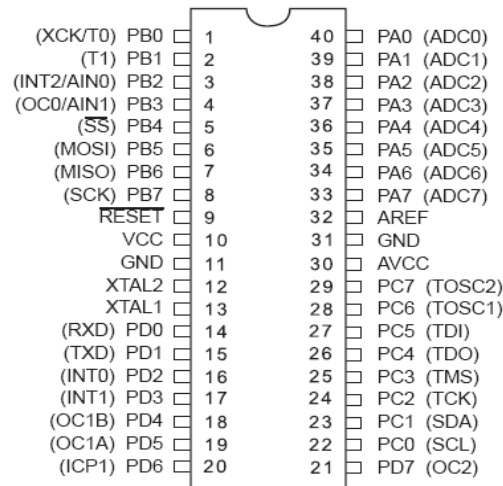 (XCK/T0) PB0 1 40 PA0 (ADC0)
(T1) PB1 2 39 PA1 (ADC1)
(INT2/AIN0) PB2 3 38 PA2 (ADC2)
(OC0/AIN1) PB3 4 37 PA3 (ADC3)
(S̅S̅) PB4 5 36 PA4 (ADC4)
(MOSI) PB5 6 35 PA5 (ADC5)
(MISO) PB6 7 34 PA6 (ADC6)
(SCK) PB7 8 33 PA7 (ADC7)
R̅E̅S̅E̅T̅ 9 32 AREF
VCC 10 31 GND
GND 11 30 AVCC
XTAL2 12 29 PC7 (TOSC2)
XTAL1 13 28 PC6 (TOSC1)
(RXD) PD0 14 27 PC5 (TDI)
(TXD) PD1 15 26 PC4 (TDO)
(INT0) PD2 16 25 PC3 (TMS)
(INT1) PD3 17 24 PC2 (TCK)
(OC1B) PD4 18 23 PC1 (SDA)
(OC1A) PD5 19 22 PC0 (SCL)
(ICP1) PD6 20 21 PD7 (OC2)